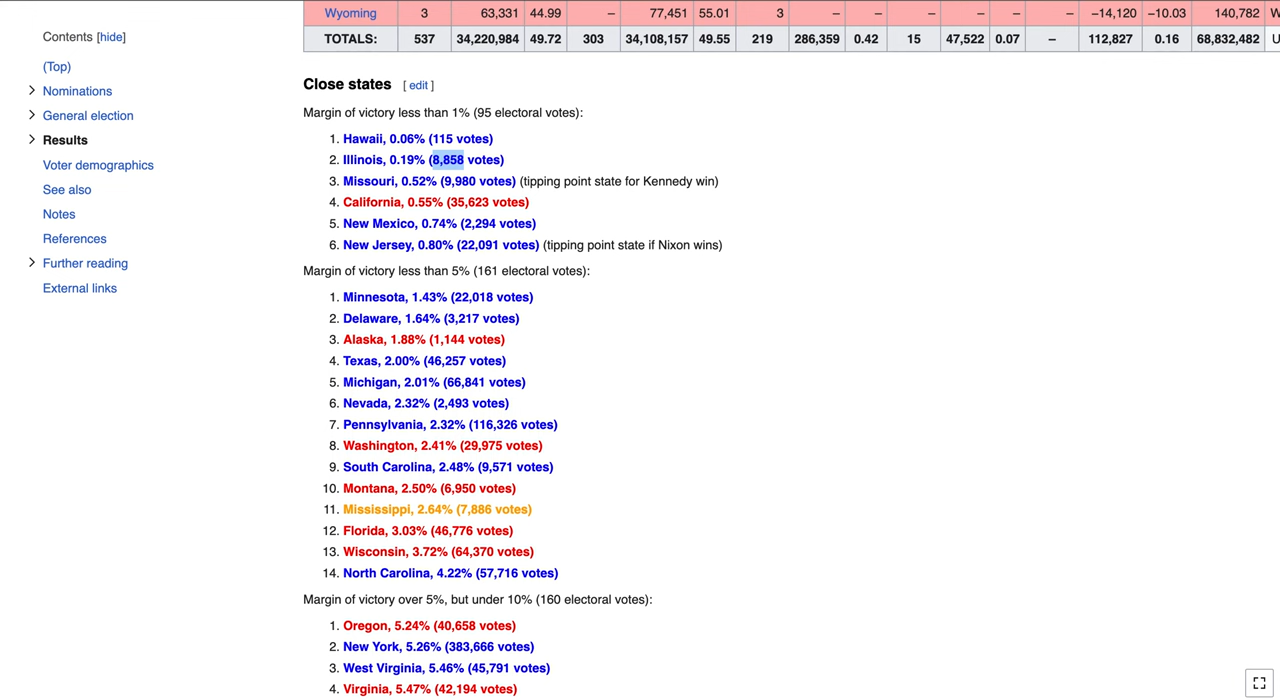 Wyoming 3 63,331 44.99 – 77,451 55.01 3 – – – – – – −14,120 −10.03 140,782 W
TOTALS: 537 34,220,984 49.72 303 34,108,157 49.55 219 286,359 0.42 15 47,522 0.07 – 112,827 0.16 68,832,482 U
Contents [hide]
(Top)
Nominations
General election
Results
Voter demographics
See also
Notes
References
Further reading
External links
Close states [ edit ]
Margin of victory less than 1% (95 electoral votes):
1. Hawaii, 0.06% (115 votes)
2. Illinois, 0.19% (8,858 votes)
3. Missouri, 0.52% (9,980 votes) (tipping point state for Kennedy win)
4. California, 0.55% (35,623 votes)
5. New Mexico, 0.74% (2,294 votes)
6. New Jersey, 0.80% (22,091 votes) (tipping point state if Nixon wins)
Margin of victory less than 5% (161 electoral votes):
1. Minnesota, 1.43% (22,018 votes)
2. Delaware, 1.64% (3,217 votes)
3. Alaska, 1.88% (1,144 votes)
4. Texas, 2.00% (46,257 votes)
5. Michigan, 2.01% (66,841 votes)
6. Nevada, 2.32% (2,493 votes)
7. Pennsylvania, 2.32% (116,326 votes)
8. Washington, 2.41% (29,975 votes)
9. South Carolina, 2.48% (9,571 votes)
10. Montana, 2.50% (6,950 votes)
11. Mississippi, 2.64% (7,886 votes)
12. Florida, 3.03% (46,776 votes)
13. Wisconsin, 3.72% (64,370 votes)
14. North Carolina, 4.22% (57,716 votes)
Margin of victory over 5%, but under 10% (160 electoral votes):
1. Oregon, 5.24% (40,658 votes)
2. New York, 5.26% (383,666 votes)
3. West Virginia, 5.46% (45,791 votes)
4. Virginia, 5.47% (42,194 votes)